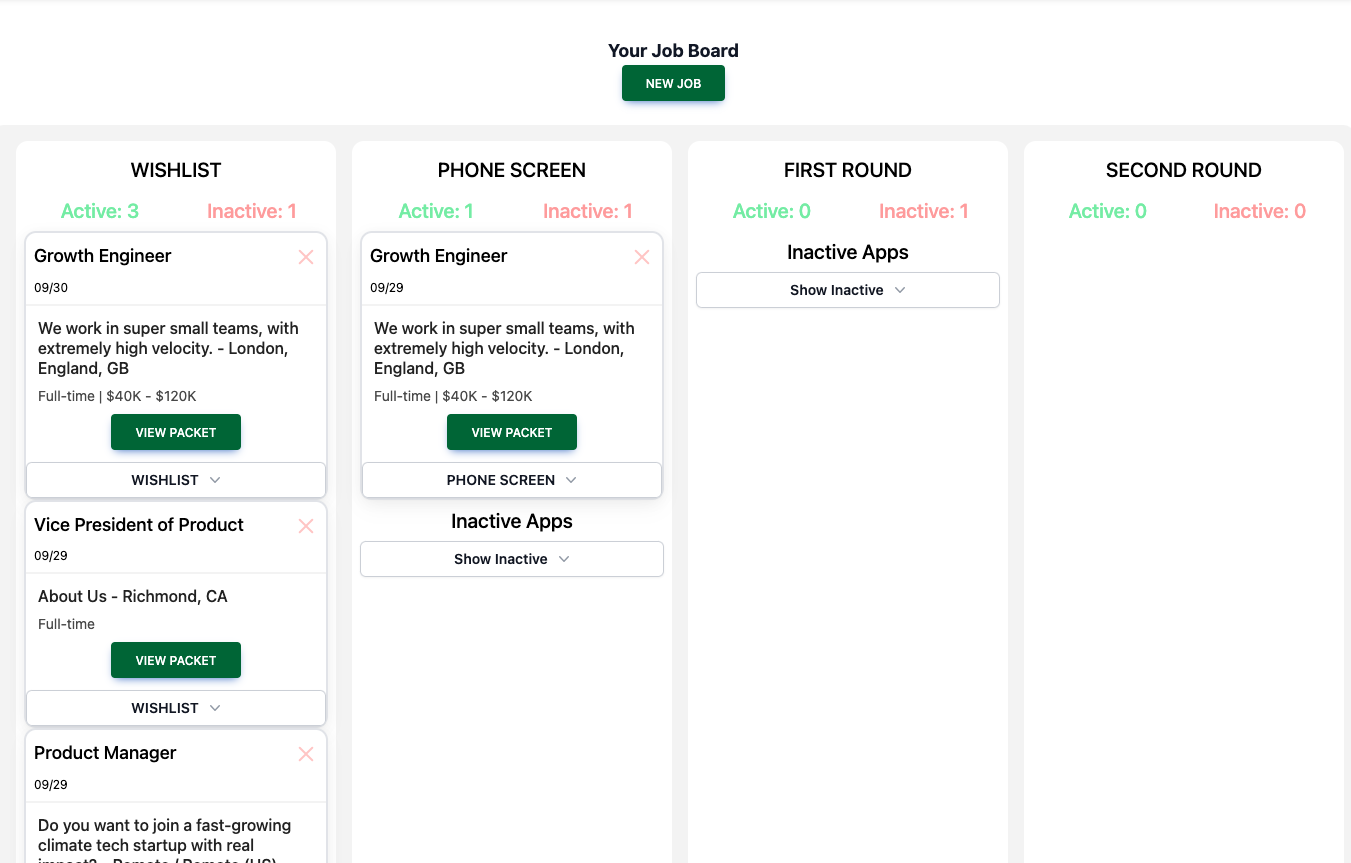 Your Job Board
NEW JOB
WISHLIST
Active: 3 Inactive: 1
Growth Engineer
09/30
We work in super small teams, with
extremely high velocity. - London,
England, GB
Full-time | $40K - $120K
VIEW PACKET
WISHLIST
Vice President of Product
09/29
About Us - Richmond, CA
Full-time
VIEW PACKET
WISHLIST
Product Manager
09/29
Do you want to join a fast-growing
climate tech startup with real
impact? - Remote / Remote (US)
PHONE SCREEN
Active: 1 Inactive: 1
Growth Engineer
09/29
We work in super small teams, with
extremely high velocity. - London,
England, GB
Full-time | $40K - $120K
VIEW PACKET
PHONE SCREEN
Inactive Apps
Show Inactive
FIRST ROUND
Active: 0 Inactive: 1
Inactive Apps
Show Inactive
SECOND ROUND
Active: 0 Inactive: 0